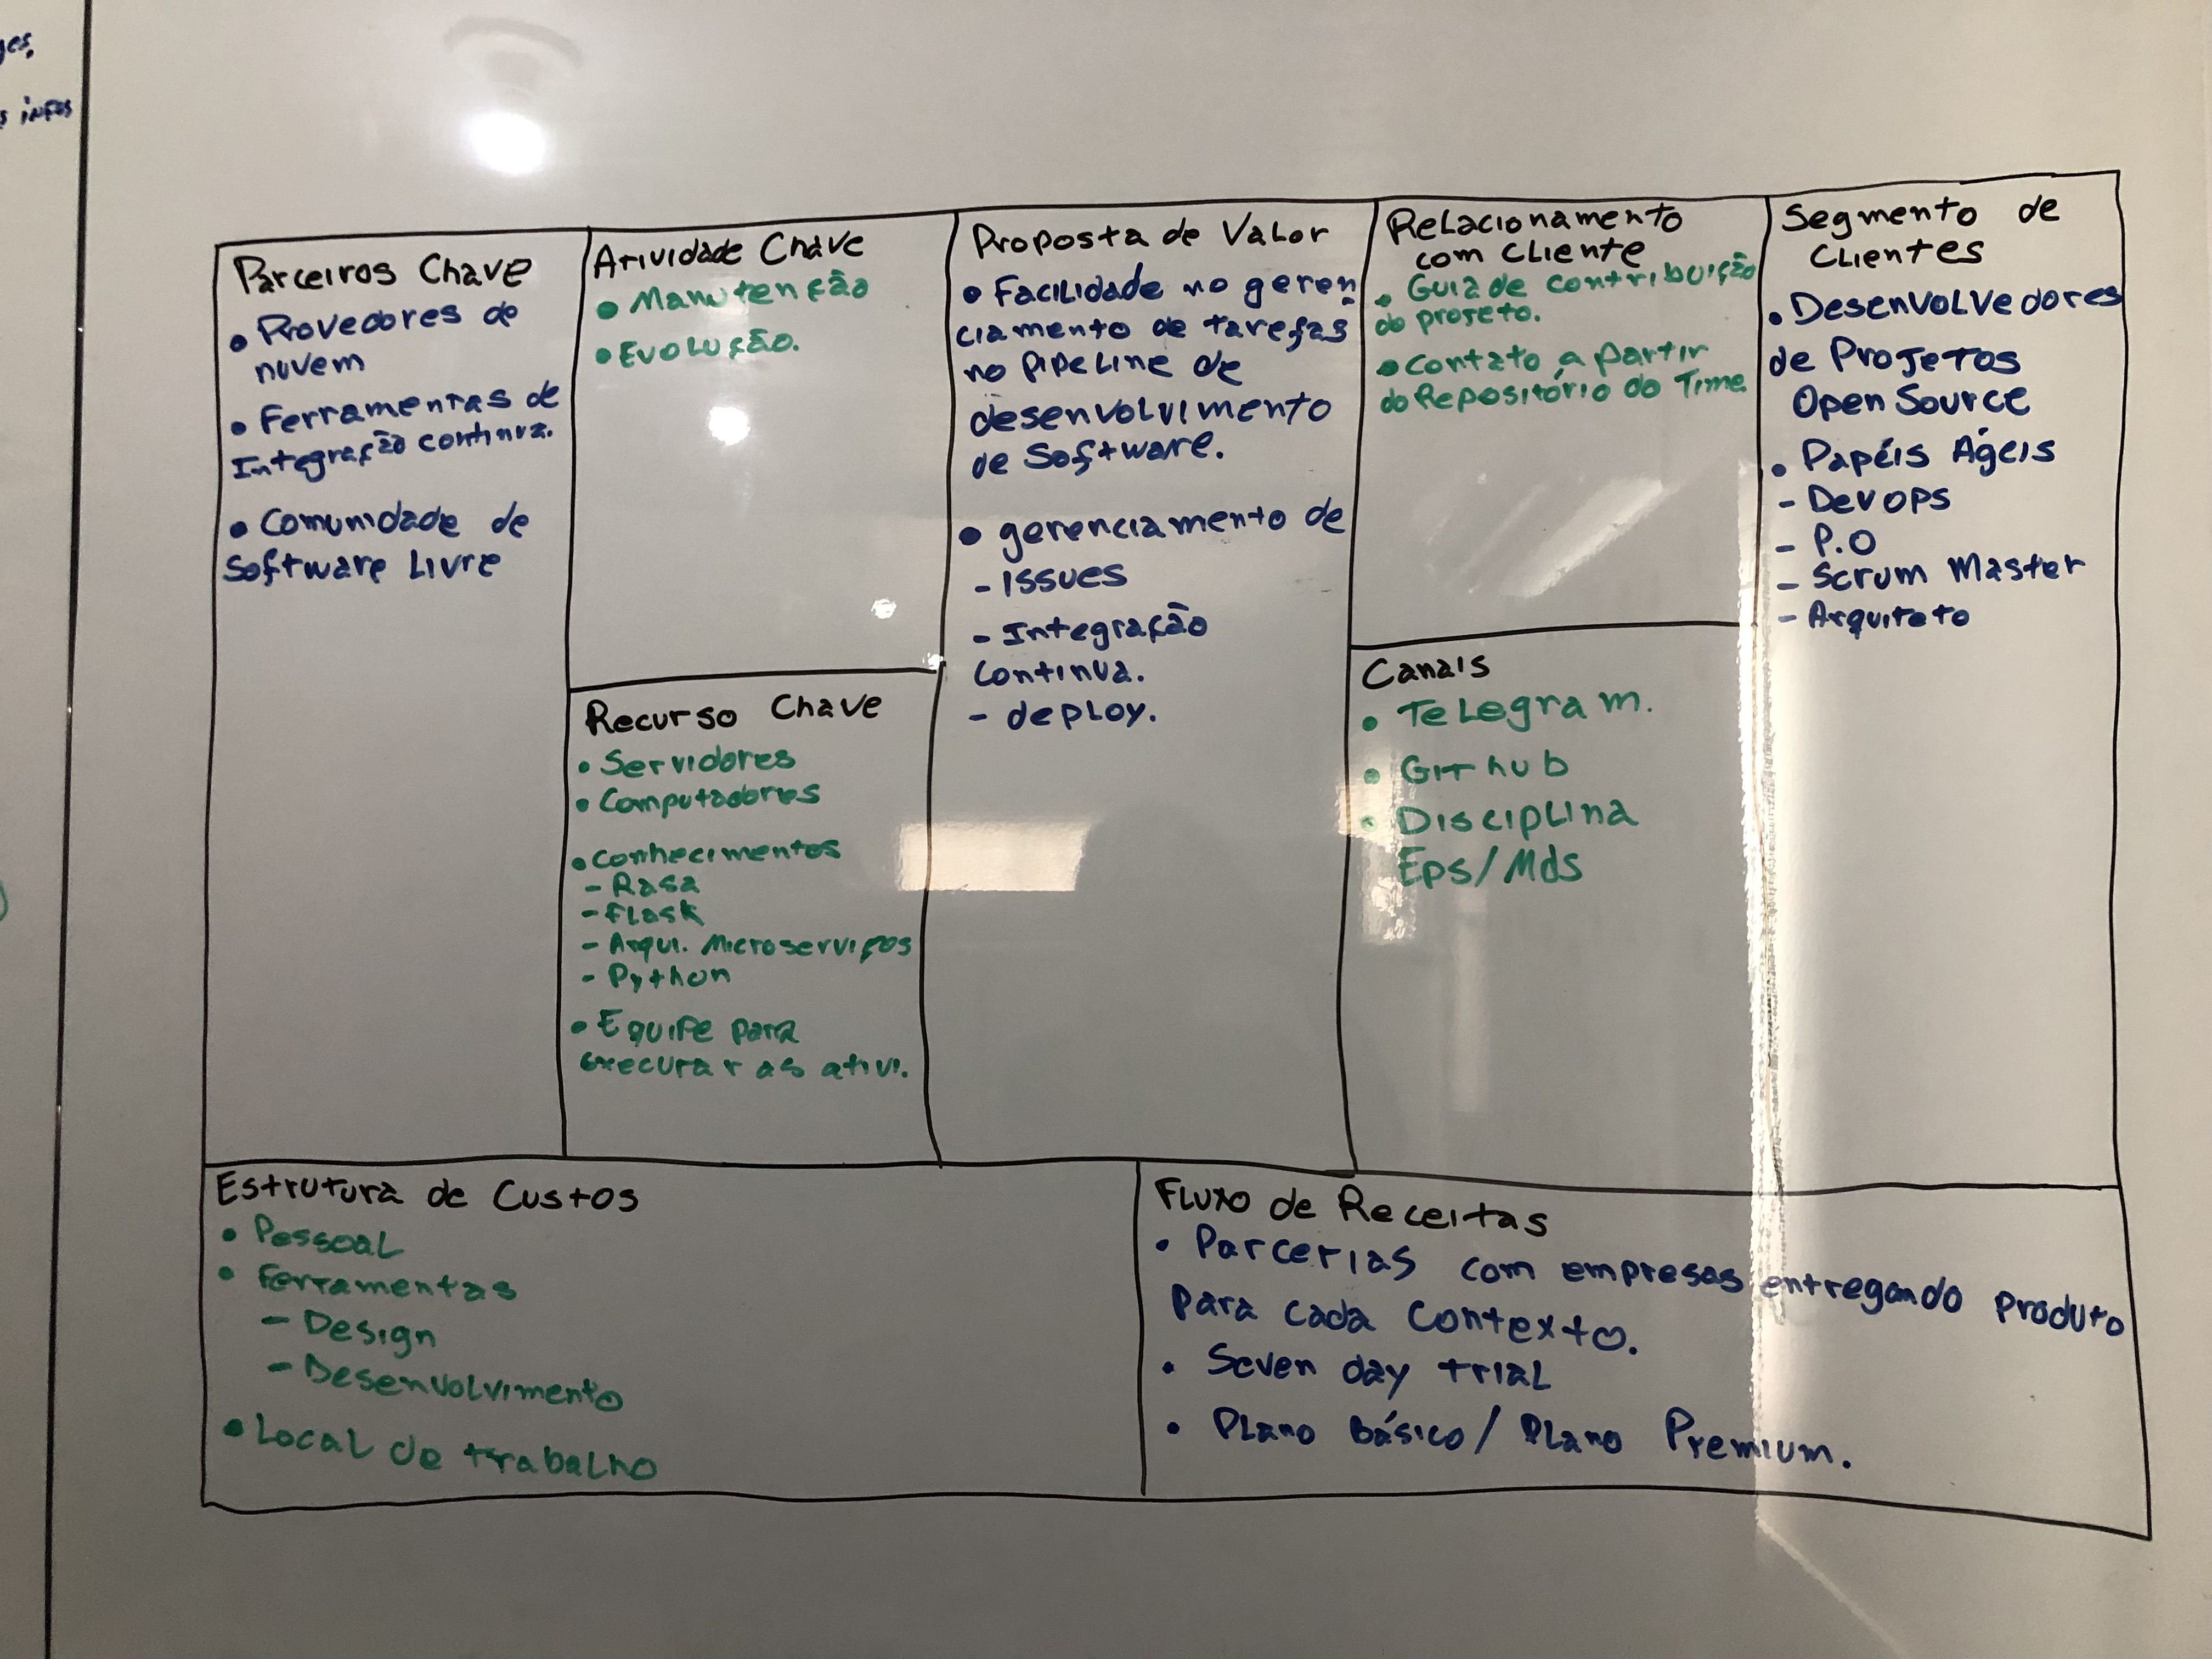 ges,
s infos
Parceiros Chave
• Provedores de
nuvem
• Ferramentas de
Integração continua.
• Comunidade de
Software Livre
Atividade Chave
• Manutenção
• Evolução.
Recurso Chave
• Servidores
• Computadores
• Conhecimentos
- Rasa
- Flask
- Arqui. Microserviços
- Python
• Equipe para
executar as ativi.
Proposta de Valor
• Facilidade no geren
ciamento de tarefas
no pipeline de
desenvolvimento
de Software.
• gerenciamento de
- Issues
- Integração
Continua.
- deploy.
Relacionamento
com cliente
• Guia de contribuição
do projeto.
• Contato a partir
do Repositório do Time
Canais
• Telegram.
• Github
• Disciplina
Eps/Mds
Segmento de
Clientes
• Desenvolvedores
de Projetos
Open Source
• Papéis Ágeis
- Devops
- P.O
- Scrum Master
- Arquiteto
Estrutura de Custos
• Pessoal
• Ferramentas
- Design
- Desenvolvimento
• Local de trabalho
Fluxo de Receitas
• Parcerias com empresas entregando produto
para cada contexto.
• Seven day trial
• Plano básico/ Plano Premium.